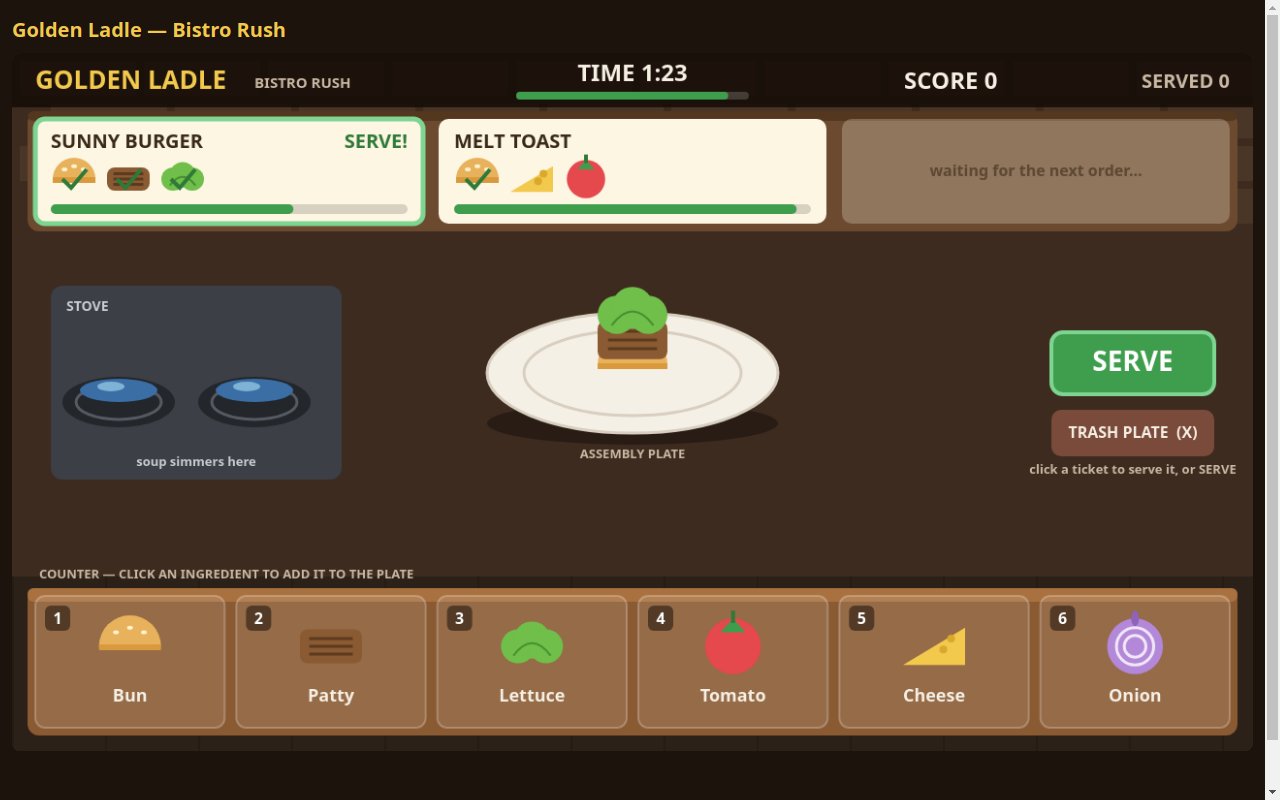 Golden Ladle — Bistro Rush
GOLDEN LADLE
BISTRO RUSH
TIME 1:23
SCORE 0
SERVED 0
SUNNY BURGER
SERVE!
MELT TOAST
waiting for the next order...
STOVE
soup simmers here
ASSEMBLY PLATE
SERVE
TRASH PLATE (X)
click a ticket to serve it, or SERVE
COUNTER — CLICK AN INGREDIENT TO ADD IT TO THE PLATE
1
2
3
4
5
6
Bun
Patty
Lettuce
Tomato
Cheese
Onion